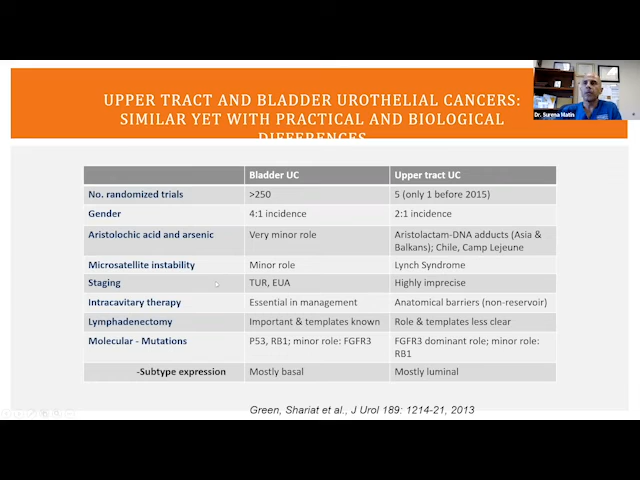 UPPER TRACT AND BLADDER UROTHELIAL CANCERS:
SIMILAR YET WITH PRACTICAL AND BIOLOGICAL
DIFFERENCES
Dr. Surena Matin
Bladder UC Upper tract UC
No. randomized trials >250 5 (only 1 before 2015)
Gender 4:1 incidence 2:1 incidence
Aristolochic acid and arsenic Very minor role Aristolactam-DNA adducts (Asia &
Balkans); Chile, Camp Lejeune
Microsatellite instability Minor role Lynch Syndrome
Staging TUR, EUA Highly imprecise
Intracavitary therapy Essential in management Anatomical barriers (non-reservoir)
Lymphadenectomy Important & templates known Role & templates less clear
Molecular - Mutations P53, RB1; minor role: FGFR3 FGFR3 dominant role; minor role:
RB1
-Subtype expression Mostly basal Mostly luminal
Green, Shariat et al., J Urol 189: 1214-21, 2013